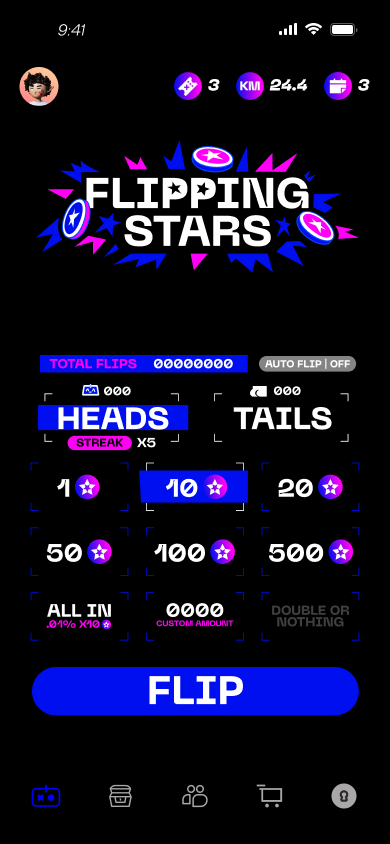 9:41
3 KM 24.4 3
FLIPPING
STARS
TOTAL FLIPS 00000000 AUTO FLIP | OFF
000 000
HEADS TAILS
STREAK X5
1 10 20
50 100 500
ALL IN 0000 DOUBLE OR
.01% X10 CUSTOM AMOUNT NOTHING
FLIP